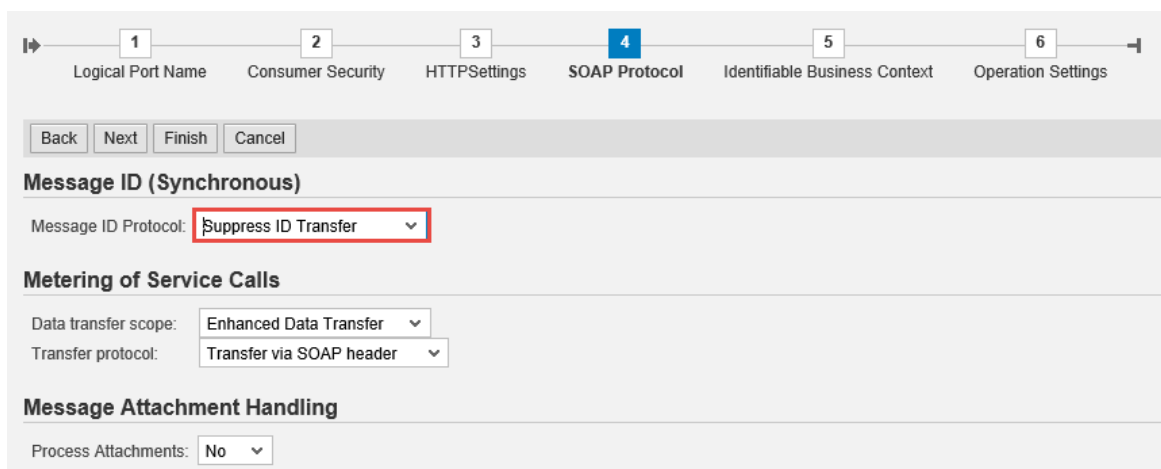 1 2 3 4 5 6
Logical Port Name Consumer Security HTTPSettings SOAP Protocol Identifiable Business Context Operation Settings
Back Next Finish Cancel
Message ID (Synchronous)
Message ID Protocol: Suppress ID Transfer
Metering of Service Calls
Data transfer scope: Enhanced Data Transfer
Transfer protocol: Transfer via SOAP header
Message Attachment Handling
Process Attachments: No